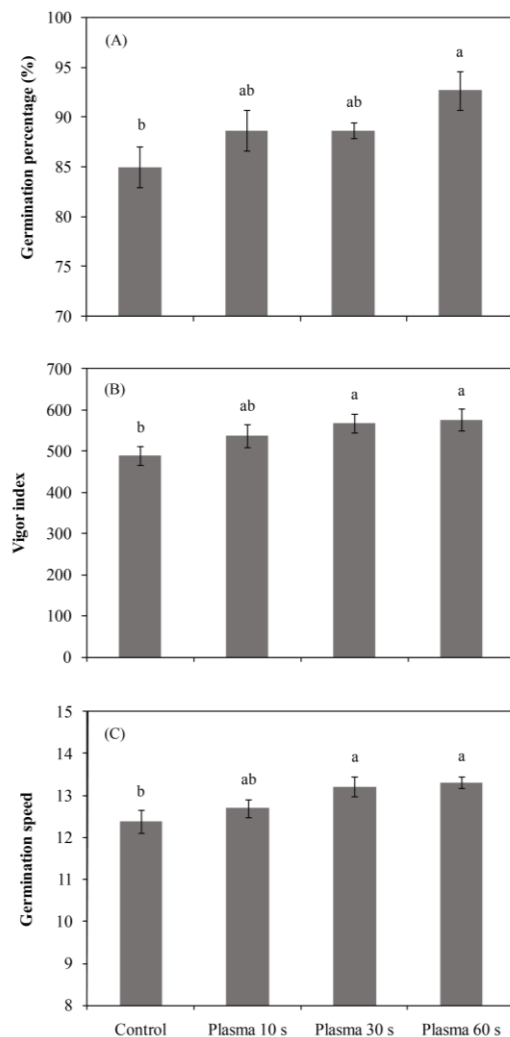 Germination percentage (%)
100
95
90
85
80
75
70
(A)
b
ab
ab
a
Vigor index
700
600
500
400
300
200
100
0
(B)
b
ab
a
a
Germination speed
15
14
13
12
11
10
9
8
(C)
b
ab
a
a
Control Plasma 10 s Plasma 30 s Plasma 60 s